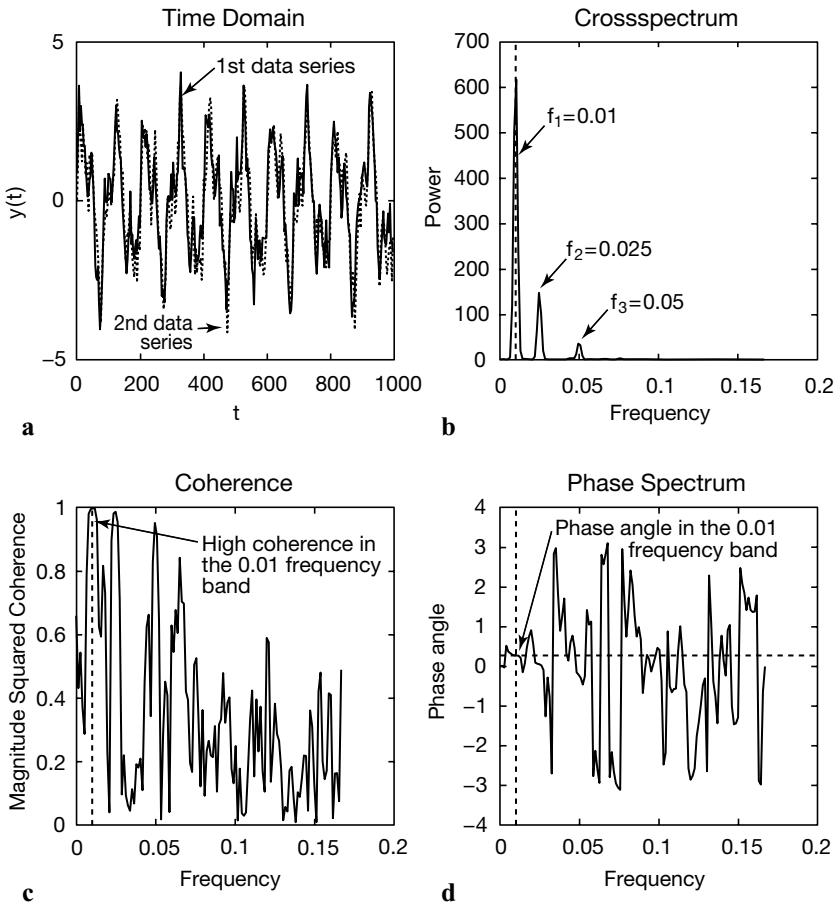 Time Domain
5
0
−5
y(t)
1st data series
2nd data
series
0
200
400
600
800
1000
t
a
Crossspectrum
700
600
500
400
300
200
100
0
Power
f1=0.01
f2=0.025
f3=0.05
0
0.05
0.1
0.15
0.2
Frequency
b
Coherence
1
0.8
0.6
0.4
0.2
0
Magnitude Squared Coherence
High coherence in
the 0.01 frequency
band
0
0.05
0.1
0.15
0.2
Frequency
c
Phase Spectrum
4
3
2
1
0
−1
−2
−3
−4
Phase angle
Phase angle in the 0.01
frequency band
0
0.05
0.1
0.15
0.2
Frequency
d